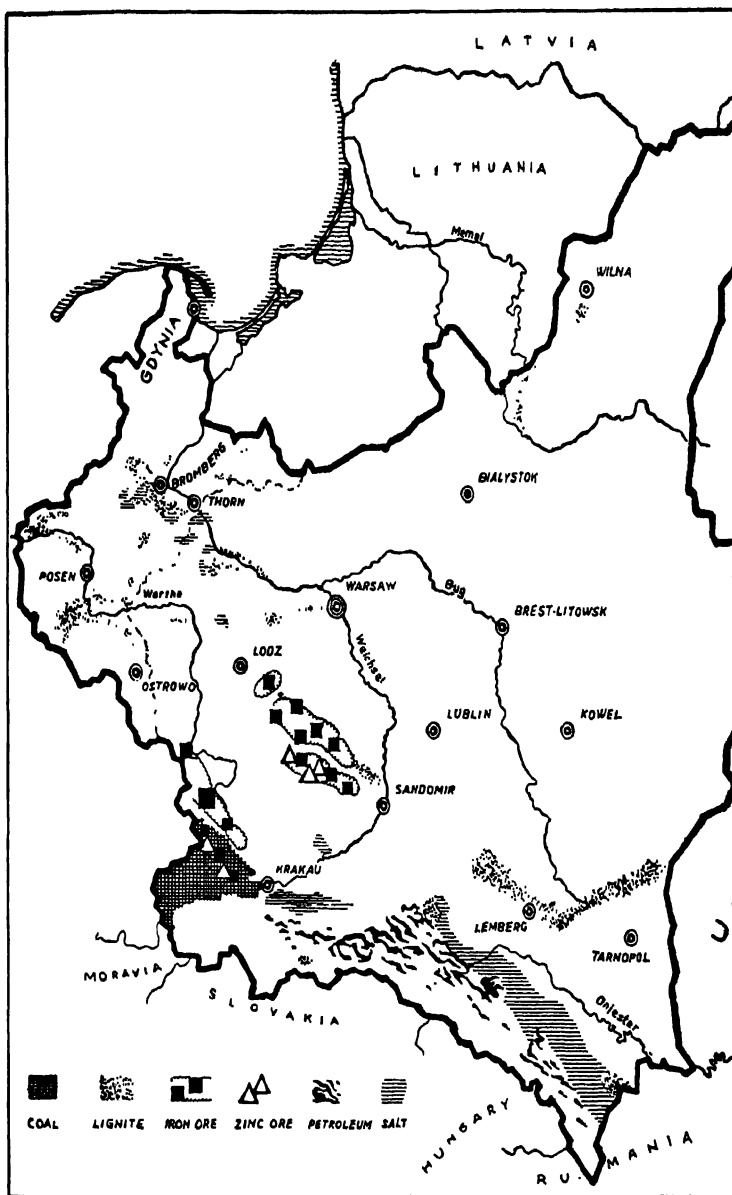 LATVIA
LITHUANIA
Memel
WILNA
GDYNIA
BROMBERG
THORN
BIALYSTOK
POSEN
Warthe
WARSAW
Bug
BREST-LITOWSK
Weichsel
LODZ
OSTROWO
LUBLIN
KOWEL
SANDOMIR
KRAKAU
LEMBERG
TARNOPOL
U
MORAVIA
SLOVAKIA
Dniester
HUNGARY
RUMANIA
COAL LIGNITE IRON ORE ZINC ORE PETROLEUM SALT